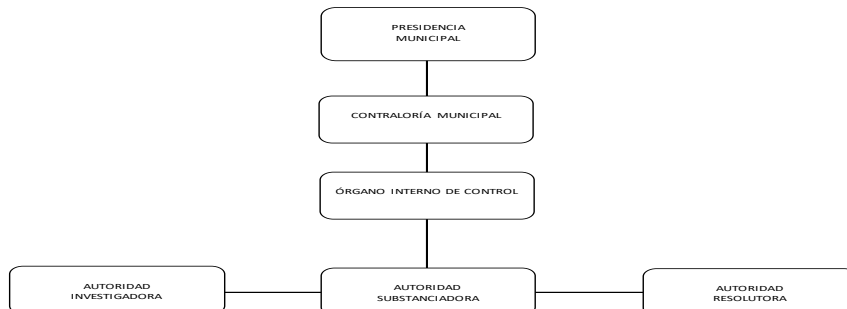 PRESIDENCIA
MUNICIPAL
CONTRALORÍA MUNICIPAL
ÓRGANO INTERNO DE CONTROL
AUTORIDAD
INVESTIGADORA
AUTORIDAD
SUBSTANCIADORA
AUTORIDAD
RESOLUTORA